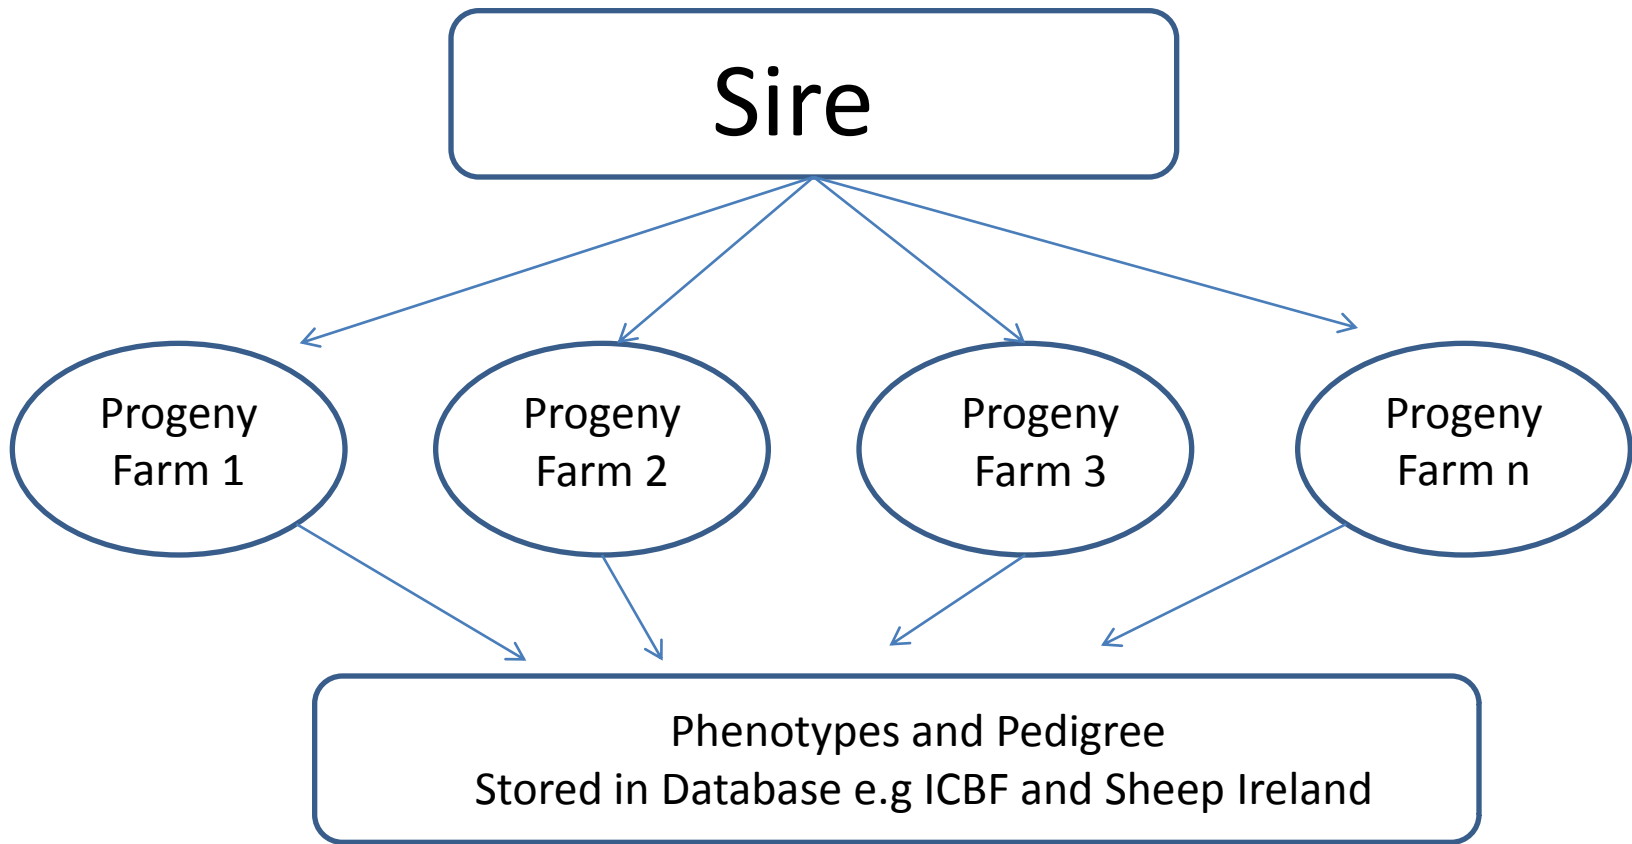 Sire
Progeny
Farm 1
Progeny
Farm 2
Progeny
Farm 3
Progeny
Farm n
Phenotypes and Pedigree
Stored in Database e.g ICBF and Sheep Ireland